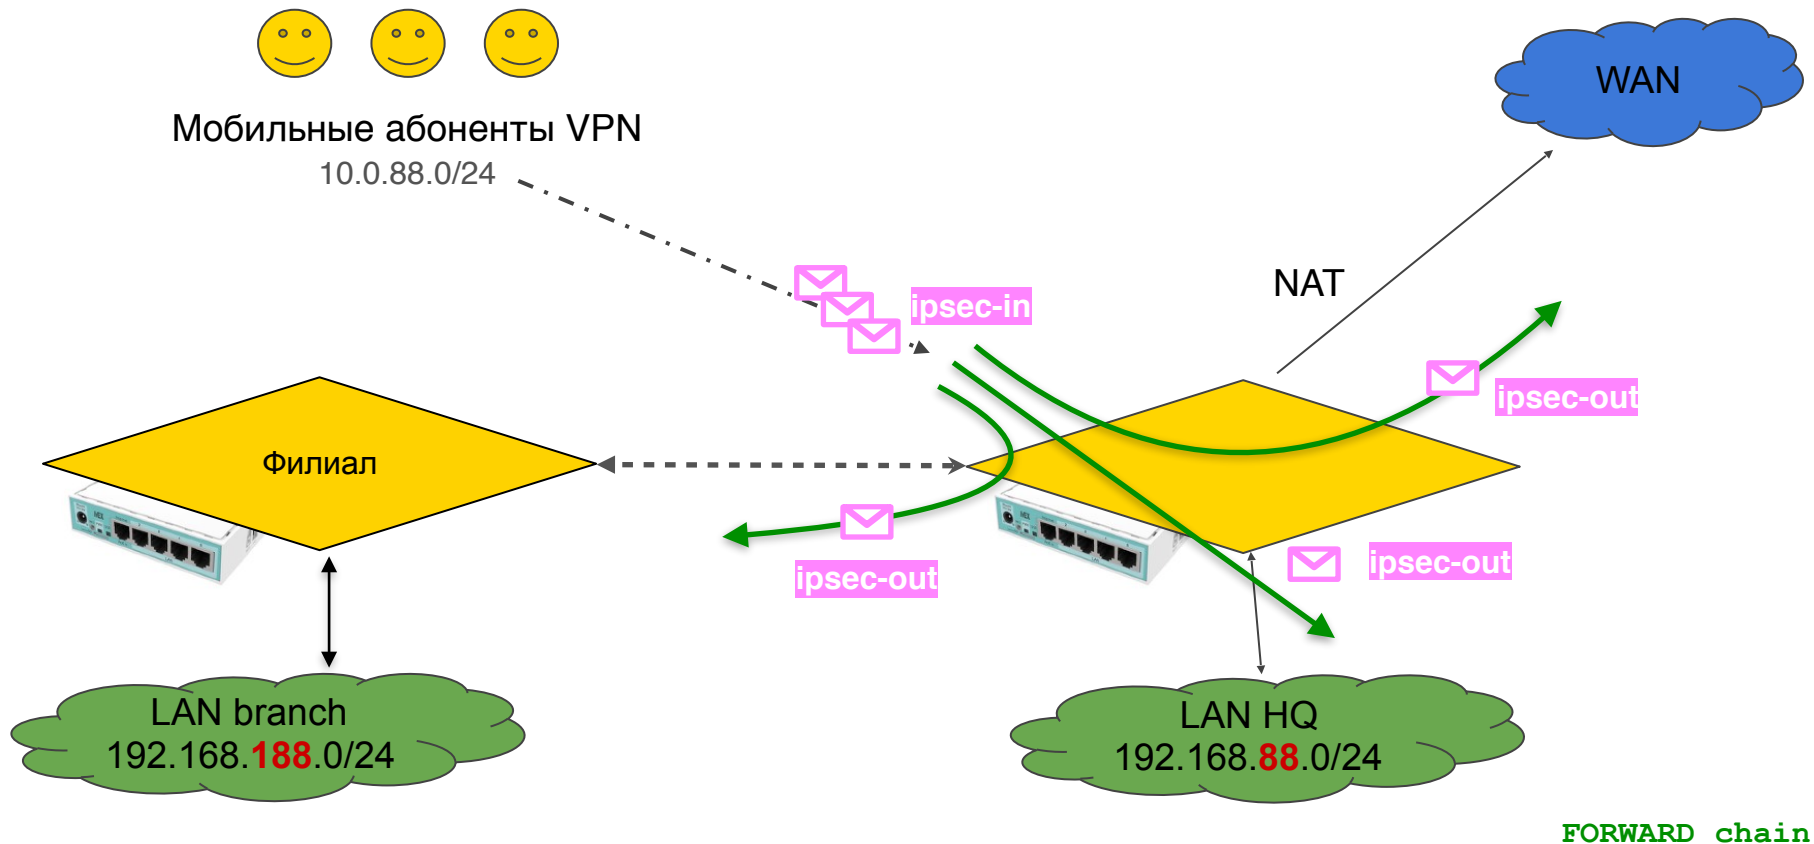 Мобильные абоненты VPN
10.0.88.0/24
WAN
NAT
ipsec-in
ipsec-out
Филиал
ipsec-out
ipsec-out
LAN branch
192.168.188.0/24
LAN HQ
192.168.88.0/24
FORWARD chain